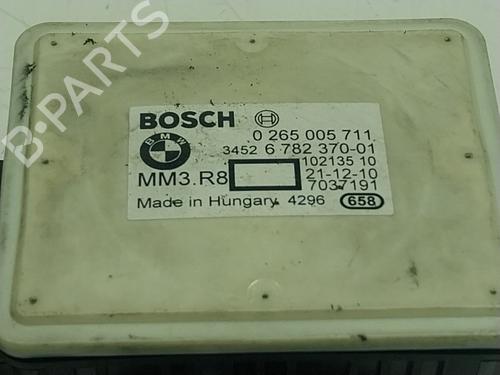 B-PARTS
BOSCH
0 265 005 711
BMW
3452 6 782 370-01
102135 10
MM3.R8 21-12-10
7037191
Made in Hungary 4296 658